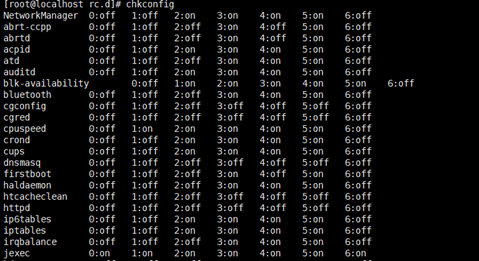 [root@localhost rc.d]# chkconfig
NetworkManager 0:off 1:off 2:on 3:on 4:on 5:on 6:off
abrt-ccpp 0:off 1:off 2:off 3:on 4:off 5:on 6:off
abrtd 0:off 1:off 2:off 3:on 4:off 5:on 6:off
acpid 0:off 1:off 2:on 3:on 4:on 5:on 6:off
atd 0:off 1:off 2:off 3:on 4:on 5:on 6:off
auditd 0:off 1:off 2:on 3:on 4:on 5:on 6:off
blk-availability 0:off 1:on 2:on 3:on 4:on 5:on 6:off
bluetooth 0:off 1:off 2:off 3:on 4:on 5:on 6:off
cgconfig 0:off 1:off 2:off 3:off 4:off 5:off 6:off
cgred 0:off 1:off 2:off 3:off 4:off 5:off 6:off
cpuspeed 0:off 1:on 2:on 3:on 4:on 5:on 6:off
crond 0:off 1:off 2:on 3:on 4:on 5:on 6:off
cups 0:off 1:off 2:on 3:on 4:on 5:on 6:off
dnsmasq 0:off 1:off 2:off 3:off 4:off 5:off 6:off
firstboot 0:off 1:off 2:off 3:on 4:off 5:on 6:off
haldaemon 0:off 1:off 2:off 3:on 4:on 5:on 6:off
htcacheclean 0:off 1:off 2:off 3:off 4:off 5:off 6:off
httpd 0:off 1:off 2:off 3:off 4:off 5:off 6:off
ip6tables 0:off 1:off 2:on 3:on 4:on 5:on 6:off
iptables 0:off 1:off 2:on 3:on 4:on 5:on 6:off
irqbalance 0:off 1:off 2:off 3:on 4:on 5:on 6:off
jexec 0:on 1:on 2:on 3:on 4:on 5:on 6:on